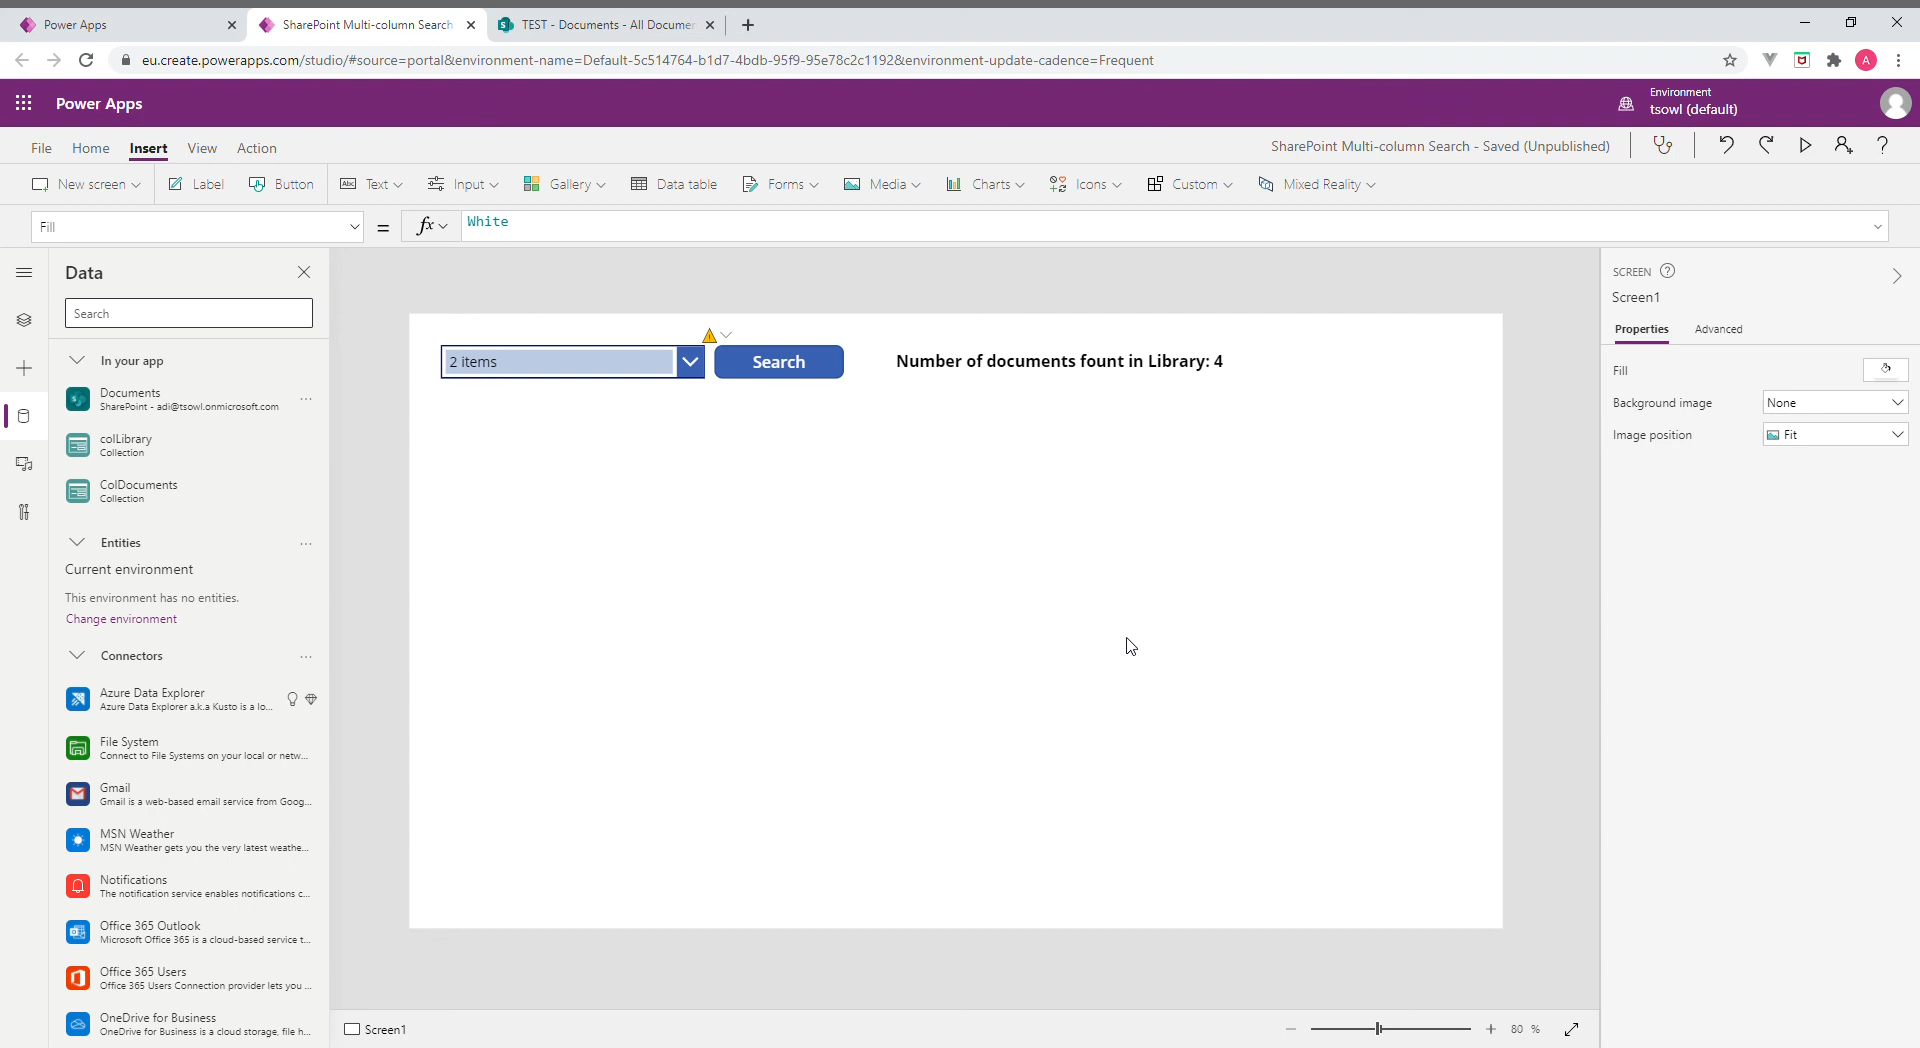 Power Apps
SharePoint Multi-column Search
TEST - Documents - All Documen
eu.create.powerapps.com/studio/#source=portal&environment-name=Default-5c514764-b1d7-4bdb-95f9-95e78c2c1192&environment-update-cadence=Frequent
A
Power Apps
Environment
tsowl (default)
File Home Insert View Action
SharePoint Multi-column Search - Saved (Unpublished)
New screen Label Button Text Input Gallery Data table Forms Media Charts Icons Custom Mixed Reality
Fill
= fx White
Data
Search
In your app
Documents
SharePoint - adi@tsowl.onmicrosoft.com
colLibrary
Collection
ColDocuments
Collection
Entities
Current environment
This environment has no entities.
Change environment
Connectors
Azure Data Explorer
Azure Data Explorer a.k.a Kusto is a lo...
File System
Connect to File Systems on your local or netw...
Gmail
Gmail is a web-based email service from Goog...
MSN Weather
MSN Weather gets you the very latest weathe...
Notifications
The notification service enables notifications c...
Office 365 Outlook
Microsoft Office 365 is a cloud-based service t...
Office 365 Users
Office 365 Users Connection provider lets you ...
OneDrive for Business
OneDrive for Business is a cloud storage, file h...
2 items
Search
Number of documents fount in Library: 4
Screen1
80 %
SCREEN
Screen1
Properties Advanced
Fill
Background image None
Image position Fit